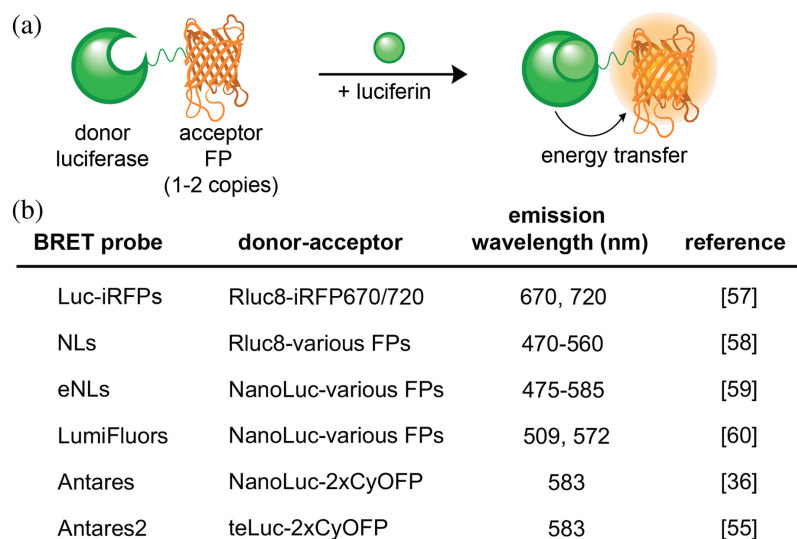 (a)
+ luciferin
donor
luciferase
acceptor
FP
(1-2 copies)
energy transfer
(b)
BRET probe donor-acceptor emission wavelength (nm) reference
Luc-iRFPs Rluc8-iRFP670/720 670, 720 [57]
NLs Rluc8-various FPs 470-560 [58]
eNLs NanoLuc-various FPs 475-585 [59]
LumiFluors NanoLuc-various FPs 509, 572 [60]
Antares NanoLuc-2xCyOFP 583 [36]
Antares2 teLuc-2xCyOFP 583 [55]